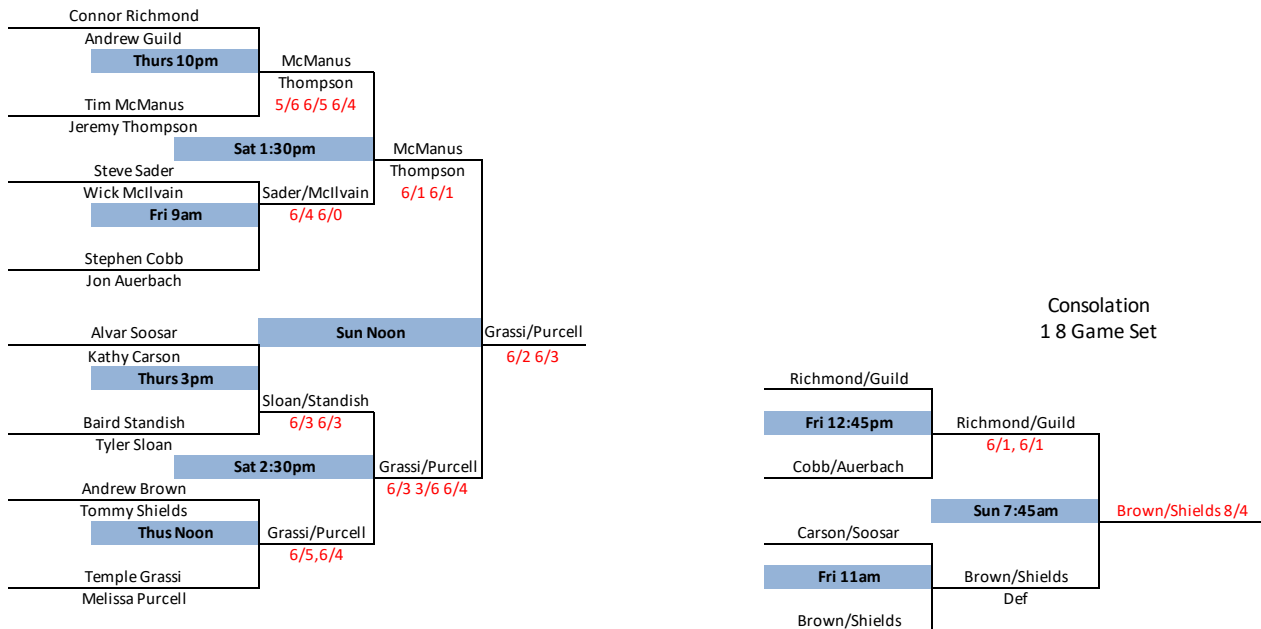 Connor Richmond
Andrew Guild
Thurs 10pm
McManus
Thompson
5/6 6/5 6/4
Tim McManus
Jeremy Thompson
Sat 1:30pm
McManus
Thompson
6/1 6/1
Steve Sader
Wick McIlvain
Sader/McIlvain
Fri 9am
6/4 6/0
Stephen Cobb
Jon Auerbach
Alvar Soosar
Sun Noon
Grassi/Purcell
6/2 6/3
Kathy Carson
Thurs 3pm
Sloan/Standish
6/3 6/3
Baird Standish
Tyler Sloan
Sat 2:30pm
Grassi/Purcell
6/3 3/6 6/4
Andrew Brown
Tommy Shields
Thus Noon
Grassi/Purcell
6/5,6/4
Temple Grassi
Melissa Purcell
Consolation
1 8 Game Set
Richmond/Guild
Fri 12:45pm
Richmond/Guild
6/1, 6/1
Cobb/Auerbach
Sun 7:45am
Brown/Shields 8/4
Carson/Soosar
Fri 11am
Brown/Shields
Def
Brown/Shields